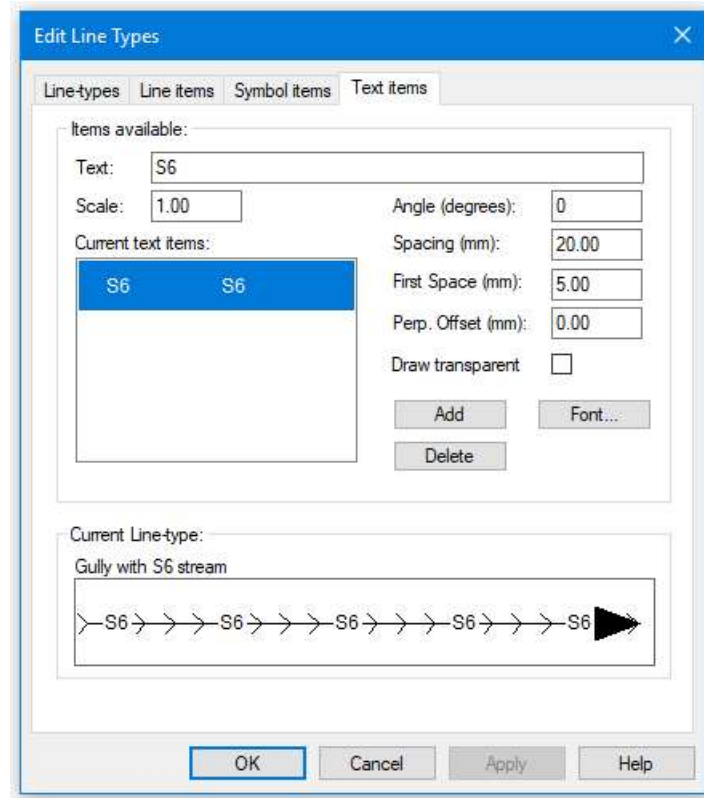 Edit Line Types
Line-types Line items Symbol items Text items
Items available:
Text: S6
Scale: 1.00 Angle (degrees): 0
Current text items: Spacing (mm): 20.00
S6 S6 First Space (mm): 5.00
Perp. Offset (mm): 0.00
Draw transparent
Add Font...
Delete
Current Line-type:
Gully with S6 stream
S6 S6 S6 S6 S6
OK Cancel Apply Help